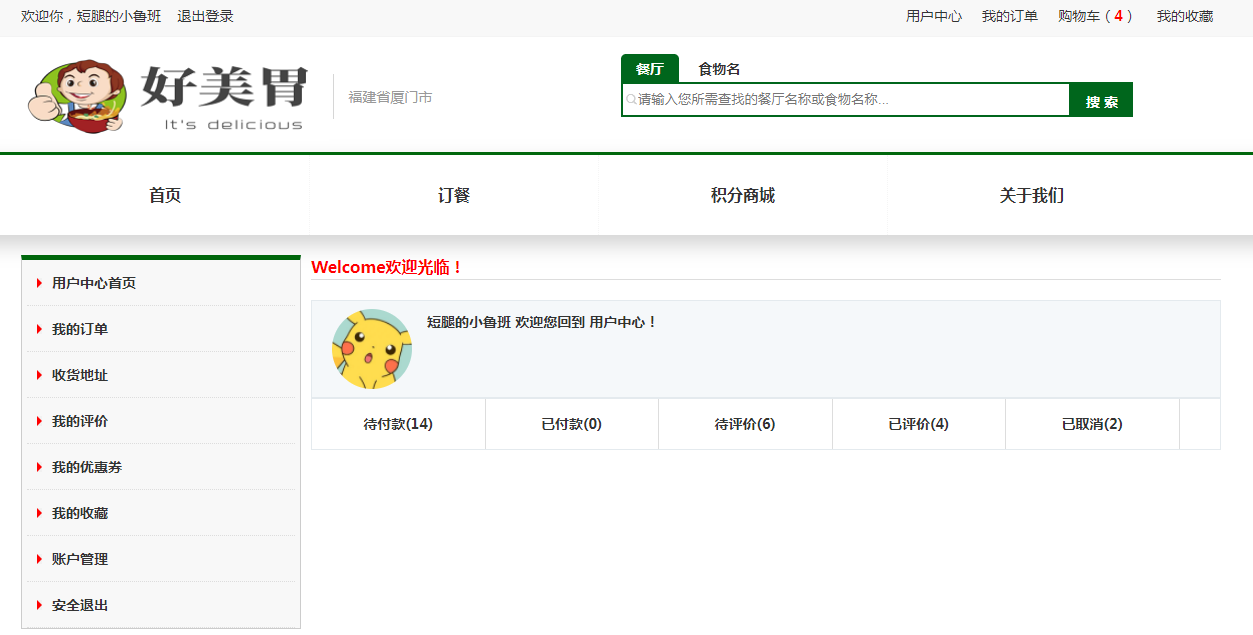 欢迎你，短腿的小鲁班 退出登录 用户中心 我的订单 购物车（4） 我的收藏
好美胃
It's delicious
福建省厦门市
餐厅 食物名
请输入您所需查找的餐厅名称或食物名称...
搜 索
首页 订餐 积分商城 关于我们
用户中心首页
我的订单
收货地址
我的评价
我的优惠券
我的收藏
账户管理
安全退出
Welcome欢迎光临！
短腿的小鲁班 欢迎您回到 用户中心！
待付款(14) 已付款(0) 待评价(6) 已评价(4) 已取消(2)